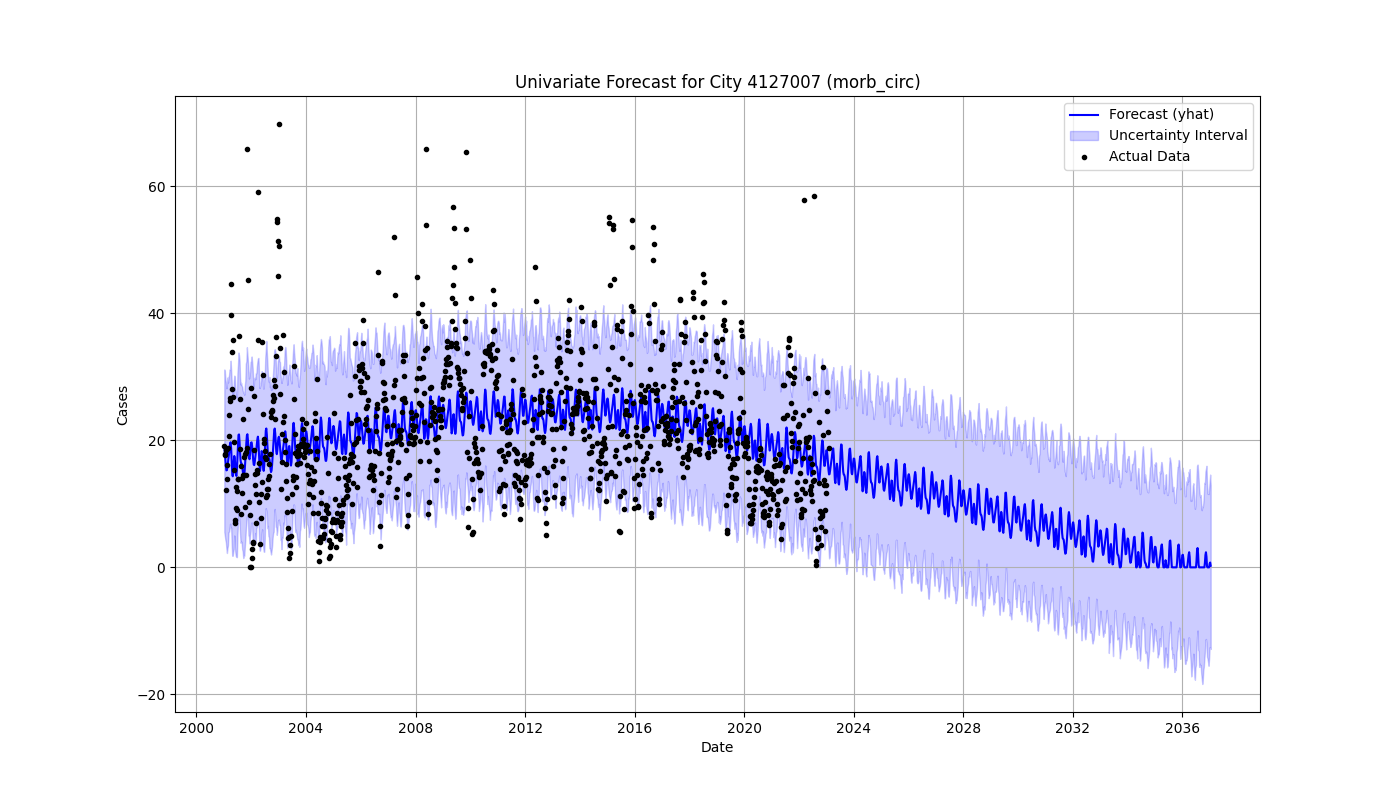 Univariate Forecast for City 4127007 (morb_circ)
Forecast (yhat)
Uncertainty Interval
Actual Data
Cases
60
40
20
0
−20
2000 2004 2008 2012 2016 2020 2024 2028 2032 2036
Date